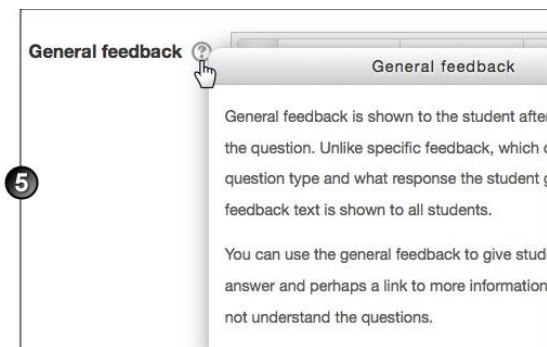 General feedback ?
General feedback
General feedback is shown to the student after
the question. Unlike specific feedback, which
question type and what response the student
feedback text is shown to all students.
You can use the general feedback to give
answer and perhaps a link to more information
not understand the questions.
5